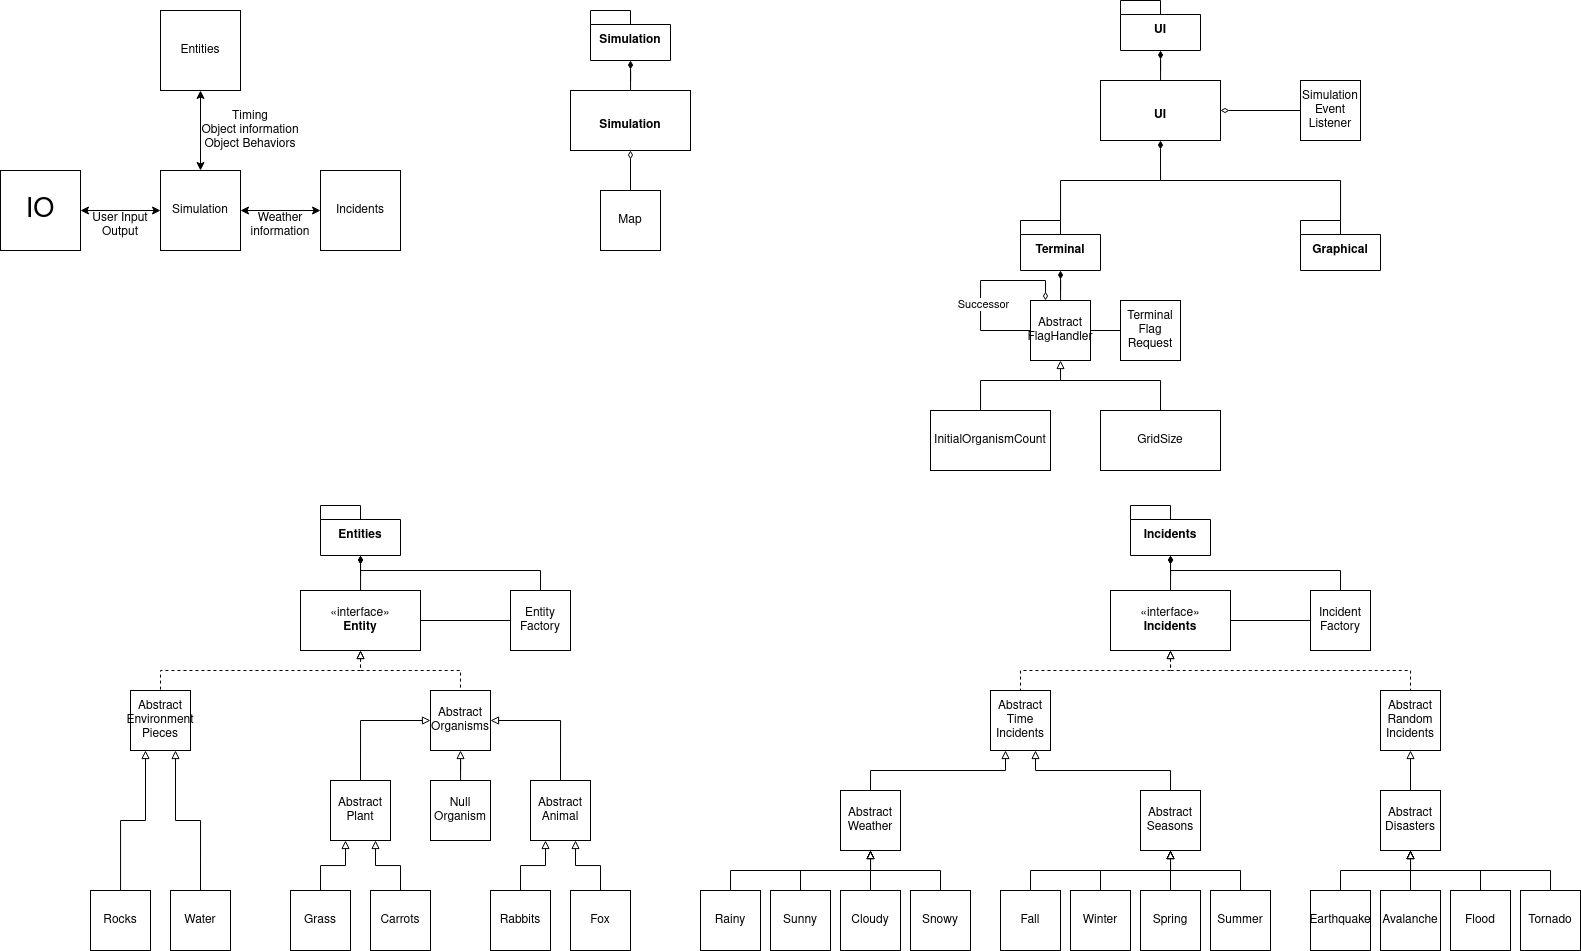 Entities
Timing
Object information
Object Behaviors
IO
User Input
Output
Simulation
Weather
information
Incidents
Simulation
Simulation
Map
UI
UI
Simulation
Event
Listener
Terminal
Graphical
Successor
Abstract
FlagHandler
Terminal
Flag
Request
InitialOrganismCount
GridSize
Entities
«interface»
Entity
Entity
Factory
Abstract
Environment
Pieces
Abstract
Organisms
Abstract
Plant
Null
Organism
Abstract
Animal
Rocks
Water
Grass
Carrots
Rabbits
Fox
Incidents
«interface»
Incidents
Incident
Factory
Abstract
Time
Incidents
Abstract
Random
Incidents
Abstract
Weather
Abstract
Seasons
Abstract
Disasters
Rainy
Sunny
Cloudy
Snowy
Fall
Winter
Spring
Summer
Earthquake
Avalanche
Flood
Tornado